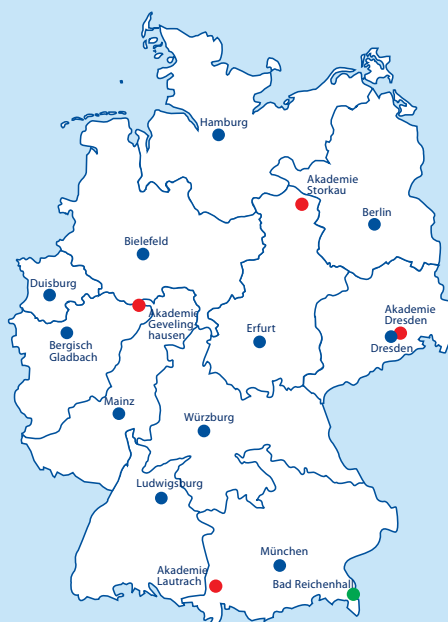 Hamburg
Akademie
Storkau
Berlin
Bielefeld
Duisburg
Akademie
Geveling-
hausen
Akademie
Dresden
Dresden
Erfurt
Bergisch
Gladbach
Mainz
Würzburg
Ludwigsburg
München
Akademie
Lautrach
Bad Reichenhall